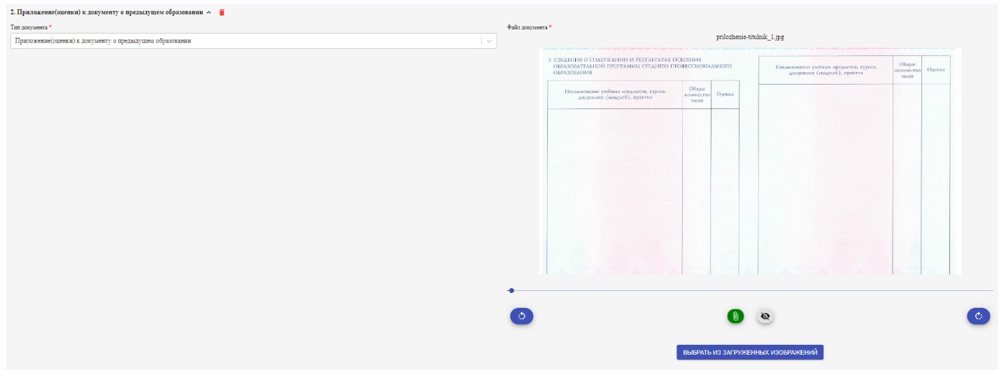 2. Приложение(оценки) к документу о предыдущем образовании
Тип документа *
Приложение(оценки) к документу о предыдущем образовании
Файл документа *
prilozhenie-titulnik_1.jpg
3. СВЕДЕНИЯ О СОДЕРЖАНИИ И РЕЗУЛЬТАТАХ ОСВОЕНИЯ
ОБРАЗОВАТЕЛЬНОЙ ПРОГРАММЫ СРЕДНЕГО ПРОФЕССИОНАЛЬНОГО
ОБРАЗОВАНИЯ
Наименование учебных предметов, курсов,
дисциплин (модулей), практик
Общее
количество
часов
Оценка
Наименование учебных предметов, курсов,
дисциплин (модулей), практик
Общее
количество
часов
Оценка
ВЫБРАТЬ ИЗ ЗАГРУЖЕННЫХ ИЗОБРАЖЕНИЙ